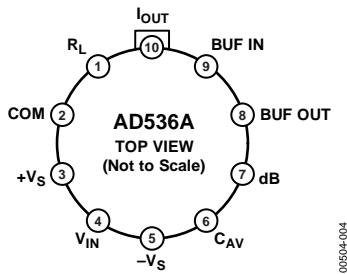 IOUT
RL
10
BUF IN
1
9
COM
2
AD536A
8
BUF OUT
TOP VIEW
(Not to Scale)
+VS
3
7
dB
4
6
VIN
5
CAV
–VS
00504-004